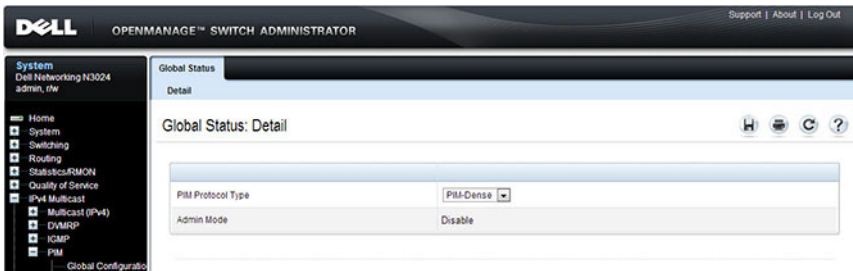 Support | About | Log Out
DELL OPENMANAGE™ SWITCH ADMINISTRATOR
System
Dell Networking N3024
admin, r/w
Home
System
Switching
Routing
Statistics/RMON
Quality of Service
IPv4 Multicast
Multicast (IPv4)
DVMRP
IGMP
PIM
Global Configuratio
Global Status
Detail
Global Status: Detail
PIM Protocol Type PIM-Dense
Admin Mode Disable